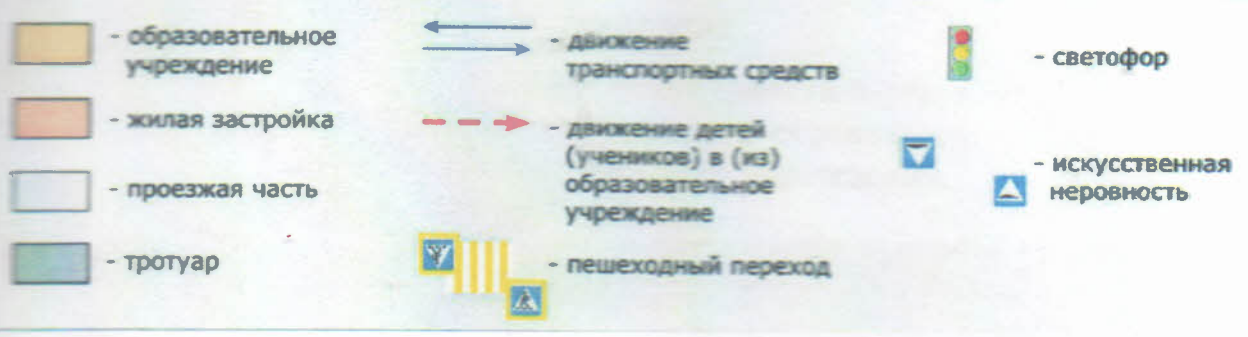 - образовательное
учреждение
- жилая застройка
- проезжая часть
- тротуар
- движение
транспортных средств
- движение детей
(учеников) в (из)
образовательное
учреждение
- пешеходный переход
- светофор
- искусственная
неровность